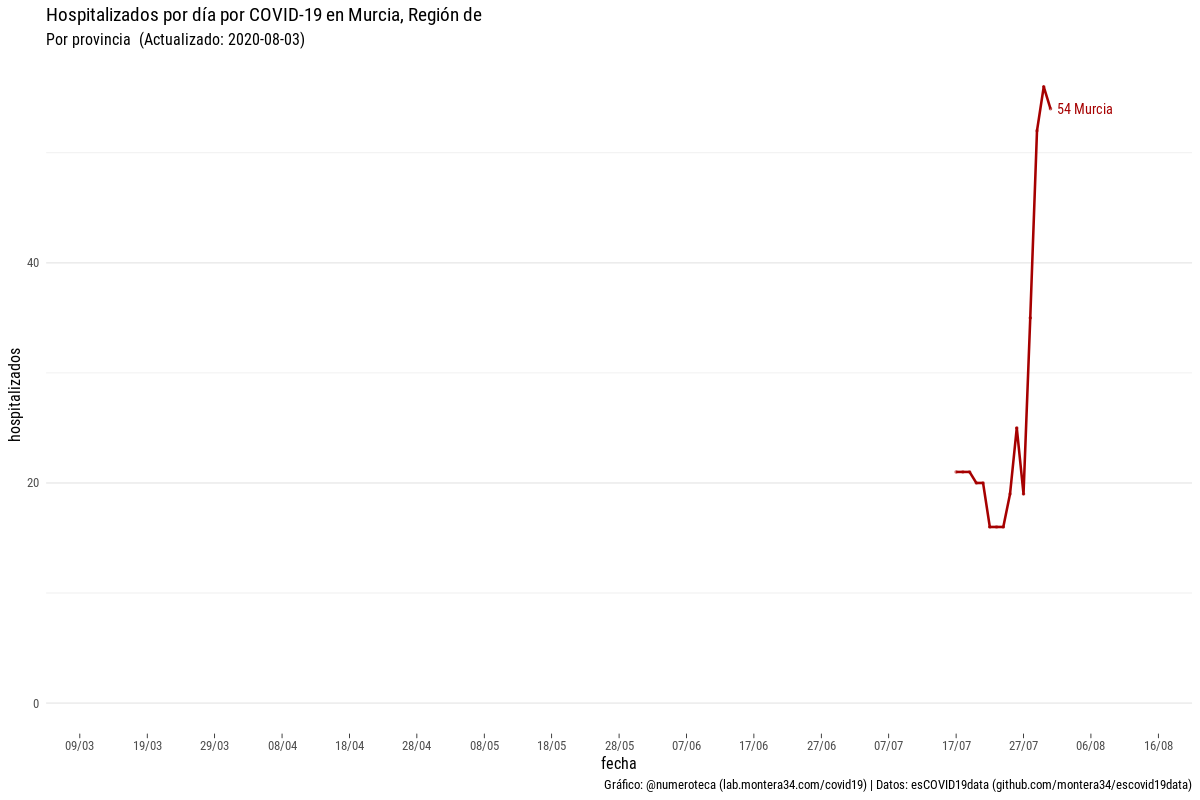 Hospitalizados por día por COVID-19 en Murcia, Región de
Por provincia  (Actualizado: 2020-08-03)
54 Murcia
40
20
0
hospitalizados
09/03 19/03 29/03 08/04 18/04 28/04 08/05 18/05 28/05 07/06 17/06 27/06 07/07 17/07 27/07 06/08 16/08
fecha
Gráfico: @numeroteca (lab.montera34.com/covid19) | Datos: esCOVID19data (github.com/montera34/escovid19data)